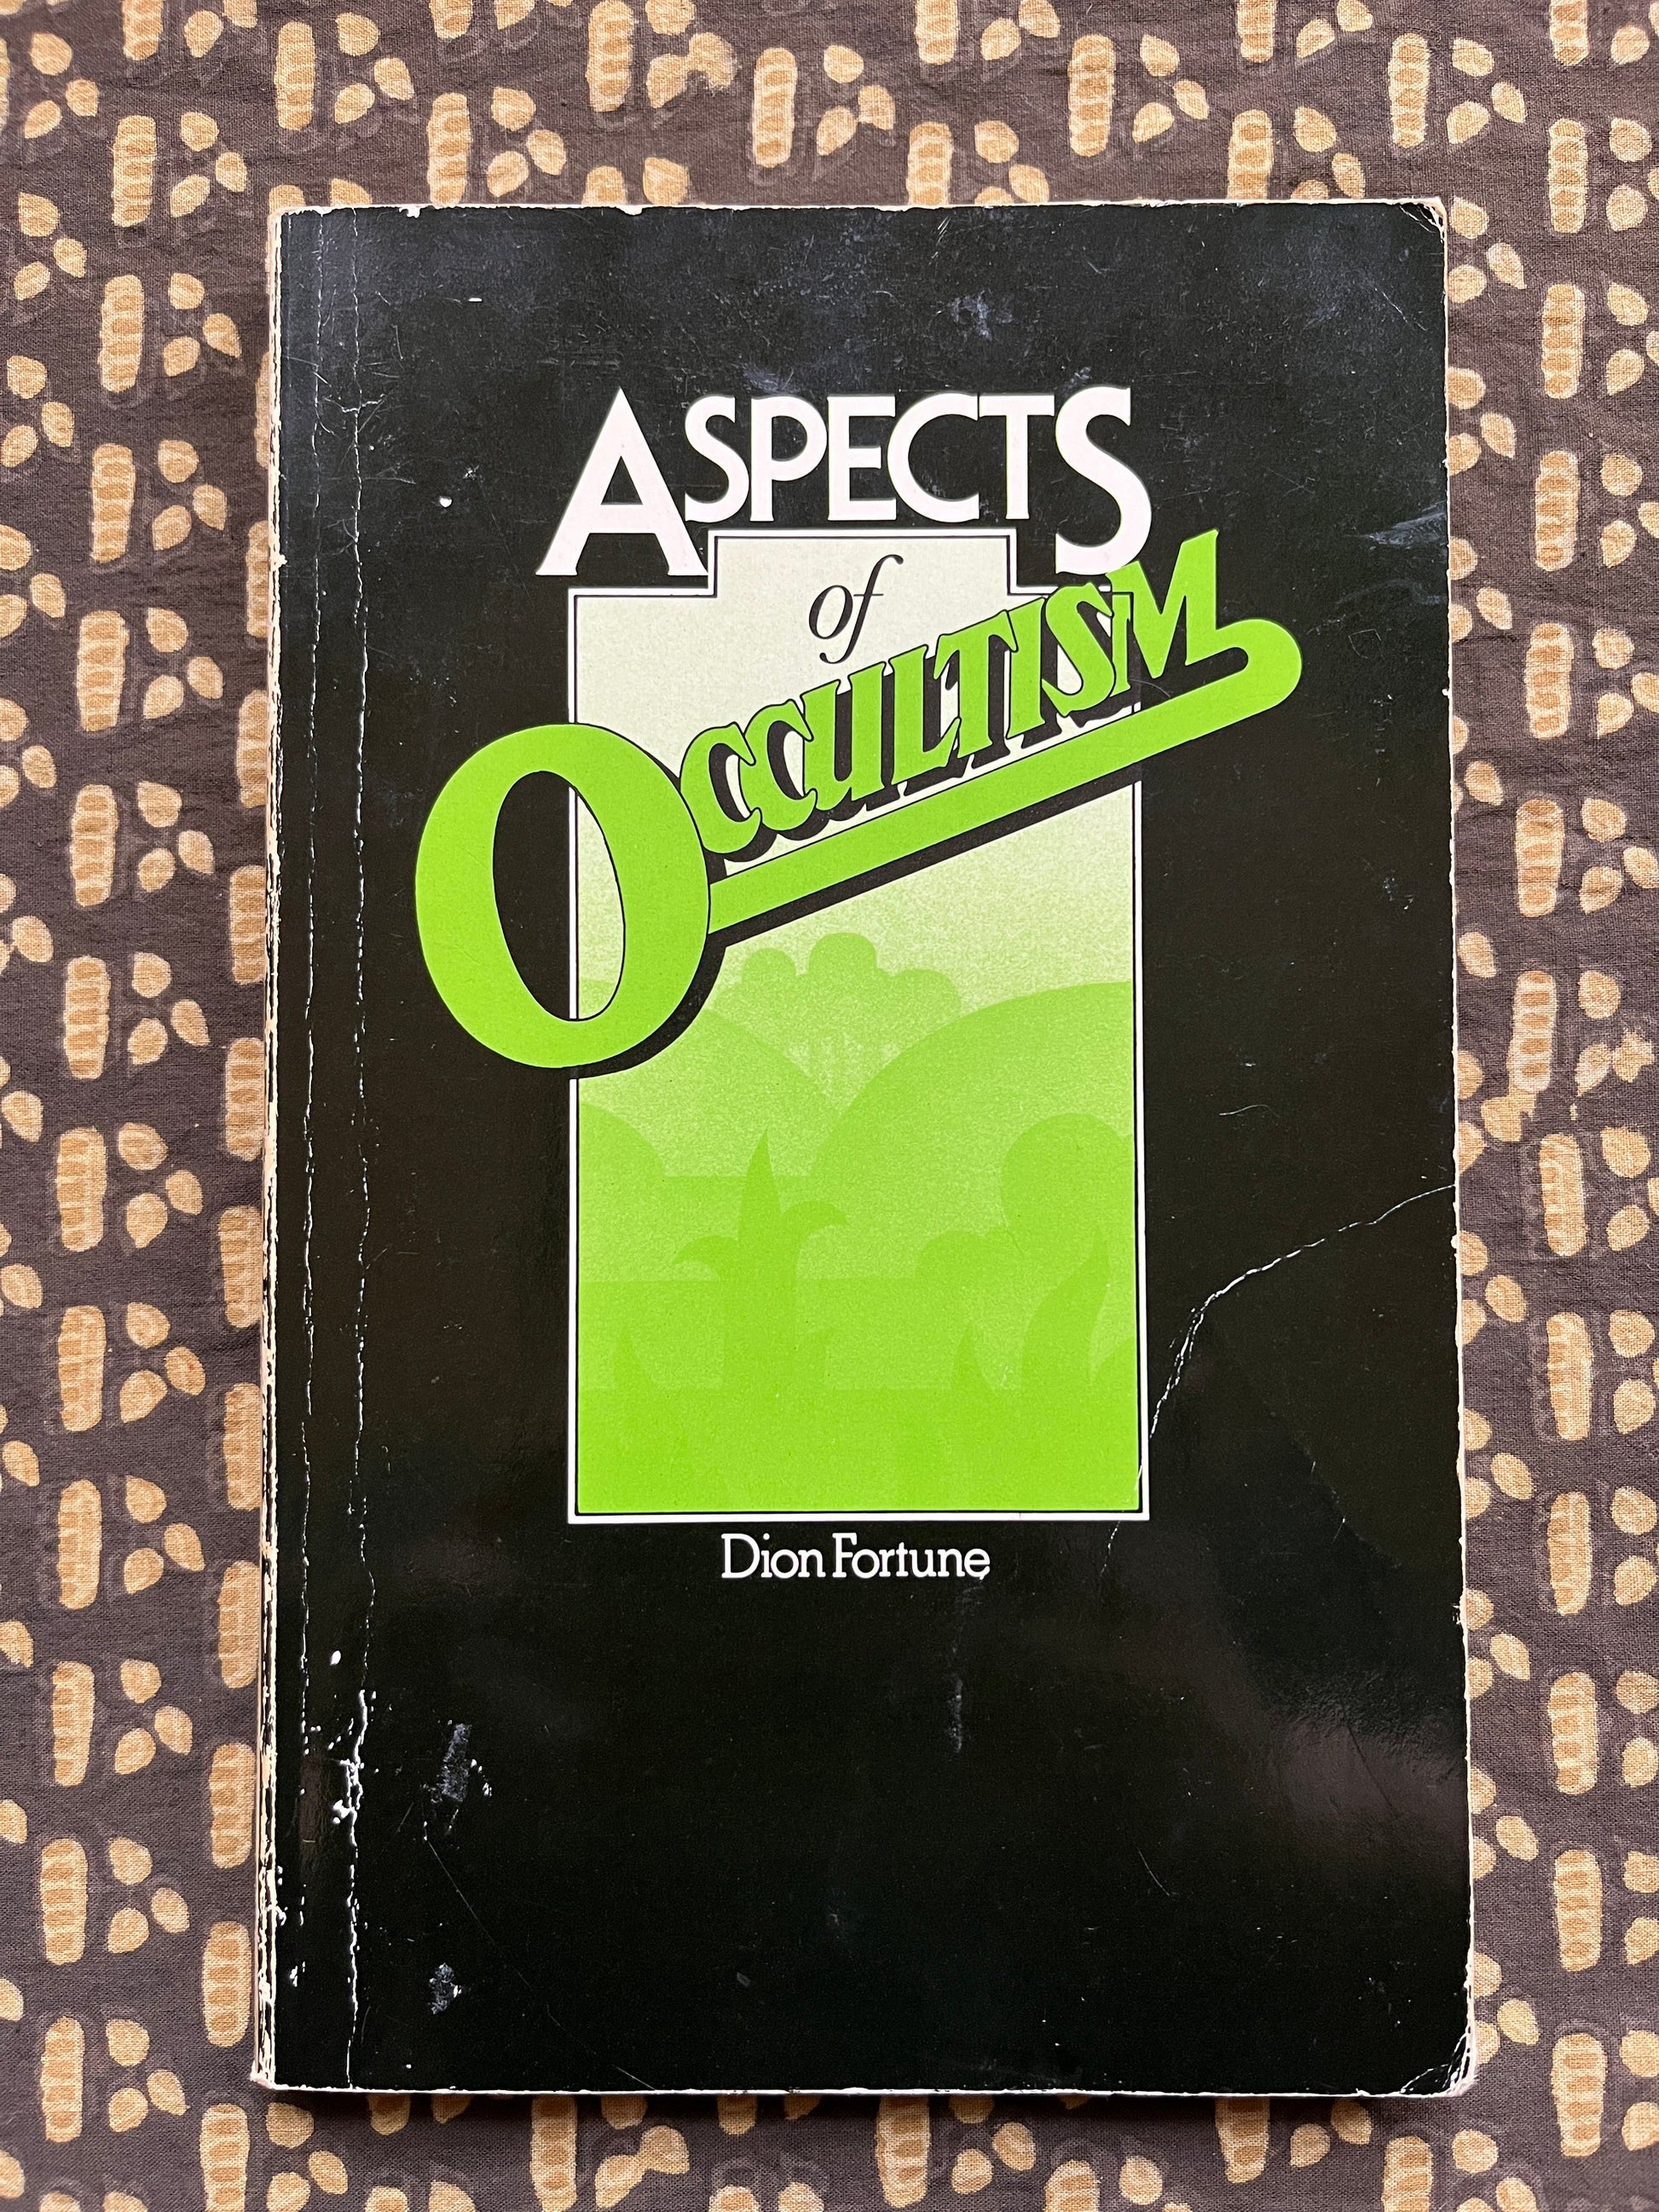 ASPECTS
of
OCCULTISM
Dion Fortune